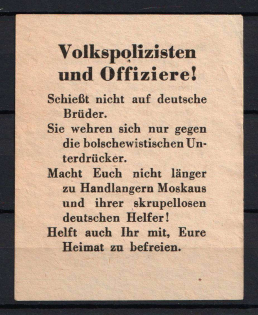 Volkspolizisten
und Offiziere!
Schießt nicht auf deutsche
Brüder.
Sie wehren sich nur gegen
die bolschewistischen Un-
terdrücker.
Macht Euch nicht länger
zu Handlangern Moskaus
und ihrer skrupellosen
deutschen Helfer!
Helft auch Ihr mit, Eure
Heimat zu befreien.